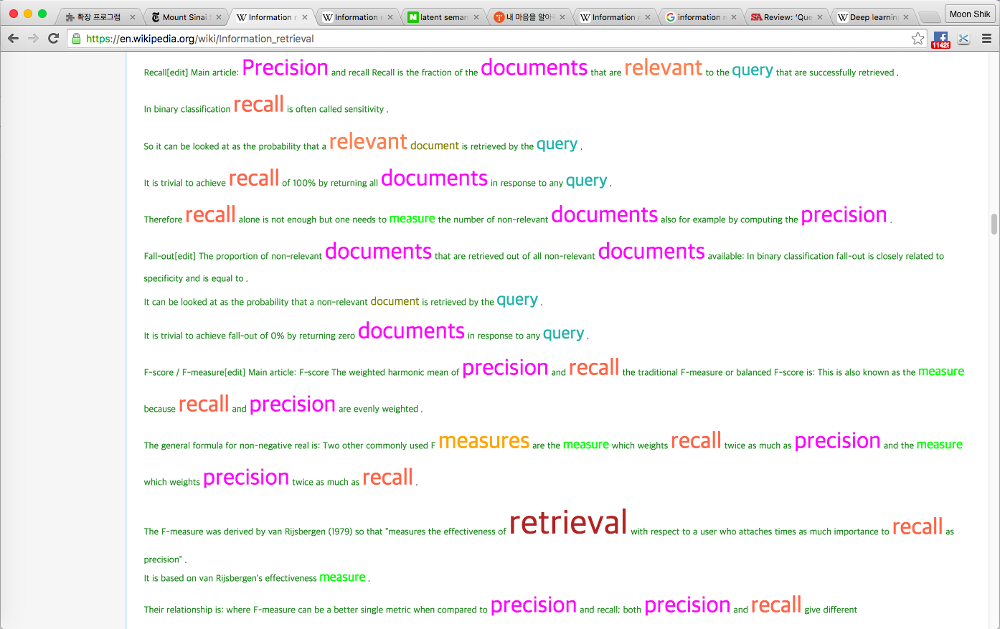 확장 프로그램
Mount Sinai
Information
Information
latent seman
내 마음을 알아
Information
information
Review: ‘Que
Deep learning
Moon Shik
https://en.wikipedia.org/wiki/Information_retrieval
Recall[edit] Main article: Precision and recall Recall is the fraction of the documents that are relevant to the query that are successfully retrieved .
In binary classification recall is often called sensitivity .
So it can be looked at as the probability that a relevant document is retrieved by the query .
It is trivial to achieve recall of 100% by returning all documents in response to any query .
Therefore recall alone is not enough but one needs to measure the number of non-relevant documents also for example by computing the precision .
Fall-out[edit] The proportion of non-relevant documents that are retrieved out of all non-relevant documents available: In binary classification fall-out is closely related to
specificity and is equal to .
It can be looked at as the probability that a non-relevant document is retrieved by the query .
It is trivial to achieve fall-out of 0% by returning zero documents in response to any query .
F-score / F-measure[edit] Main article: F-score The weighted harmonic mean of precision and recall the traditional F-measure or balanced F-score is: This is also known as the measure
because recall and precision are evenly weighted .
The general formula for non-negative real is: Two other commonly used F measures are the measure which weights recall twice as much as precision and the measure
which weights precision twice as much as recall .
The F-measure was derived by van Rijsbergen (1979) so that "measures the effectiveness of retrieval with respect to a user who attaches times as much importance to recall as
precision" .
It is based on van Rijsbergen's effectiveness measure .
Their relationship is: where F-measure can be a better single metric when compared to precision and recall; both precision and recall give different